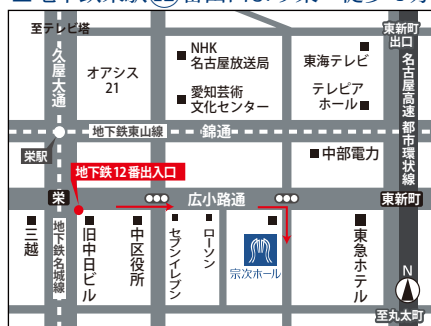 至テレビ塔
久屋大通
オアシス
21
NHK
名古屋放送局
愛知芸術
文化センター
東海テレビ
テレピア
ホール
東新町
出口
名古屋高速 都市環状線
地下鉄東山線
錦通
栄駅
中部電力
地下鉄12番出入口
栄
広小路通
東新町
三越
地下鉄名城線
旧中日ビル
中区役所
セブンイレブン
ローソン
宗次ホール
東急ホテル
N
至丸太町